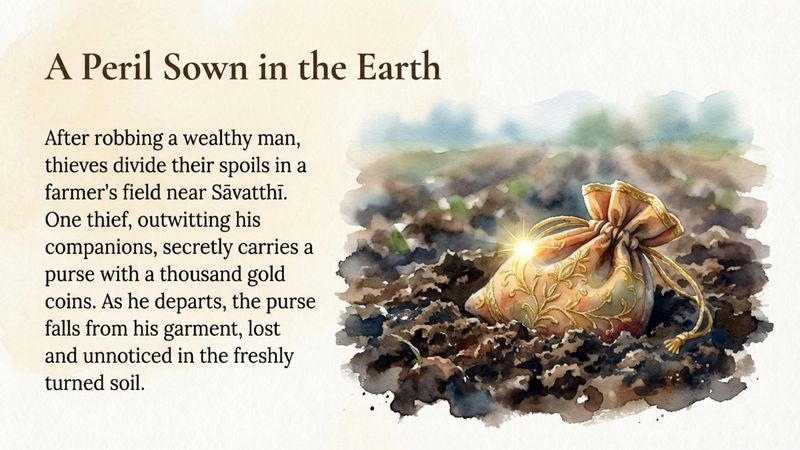 A Peril Sown in the Earth
After robbing a wealthy man,
thieves divide their spoils in a
farmer's field near Sāvatthī.
One thief, outwitting his
companions, secretly carries a
purse with a thousand gold
coins. As he departs, the purse
falls from his garment, lost
and unnoticed in the freshly
turned soil.